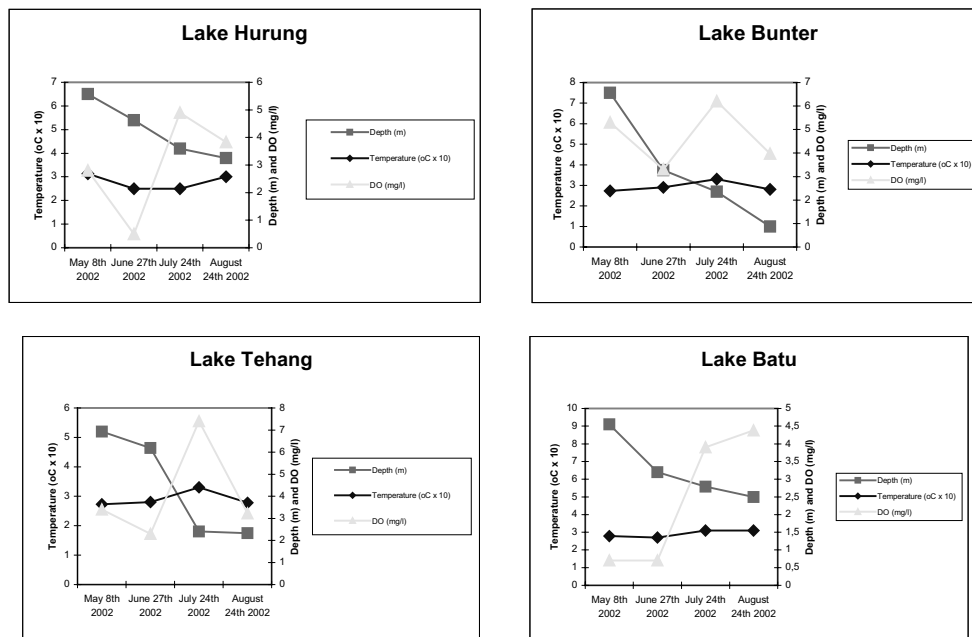 Lake Hurung
Temperature (oC x 10)
7
6
5
4
3
2
1
0
6
5
4
3
2
1
0
Depth (m) and DO (mg/l)
May 8th June 27th July 24th August
2002 2002 2002 24th 2002
Depth (m)
Temperature (oC x 10)
DO (mg/l)
Lake Bunter
Temperature (oC x 10)
8
7
6
5
4
3
2
1
0
7
6
5
4
3
2
1
0
Depth (m) and DO (mg/l)
May 8th June 27th July 24th August
2002 2002 2002 24th 2002
Depth (m)
Temperature (oC x 10)
DO (mg/l)
Lake Tehang
Temperature (oC x 10)
6
5
4
3
2
1
0
8
7
6
5
4
3
2
1
0
Depth (m) and DO (mg/l)
May 8th June 27th July 24th August
2002 2002 2002 24th 2002
Depth (m)
Temperature (oC x 10)
DO (mg/l)
Lake Batu
Temperature (oC x 10)
10
9
8
7
6
5
4
3
2
1
0
5
4,5
4
3,5
3
2,5
2
1,5
1
0,5
0
Depth (m) and DO (mg/l)
May 8th June 27th July 24th August
2002 2002 2002 24th 2002
Depth (m)
Temperature (oC x 10)
DO (mg/l)